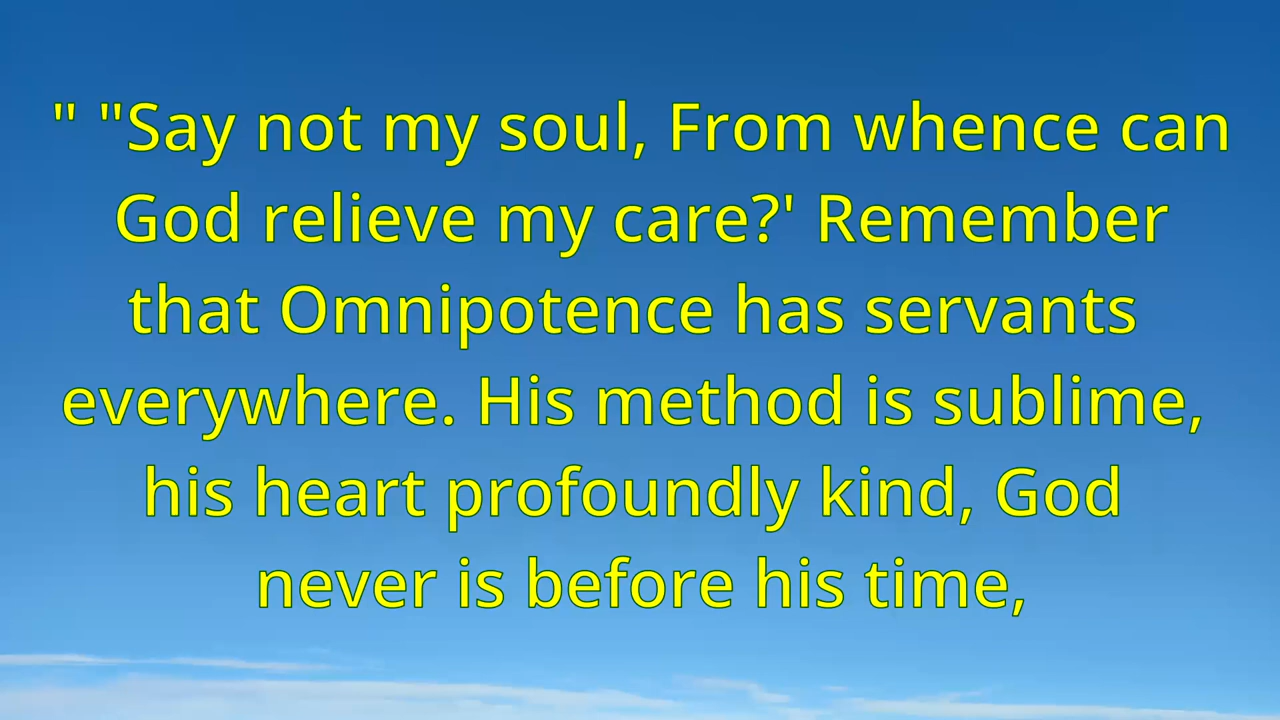 " "Say not my soul, From whence can
God relieve my care?' Remember
that Omnipotence has servants
everywhere. His method is sublime,
his heart profoundly kind, God
never is before his time,